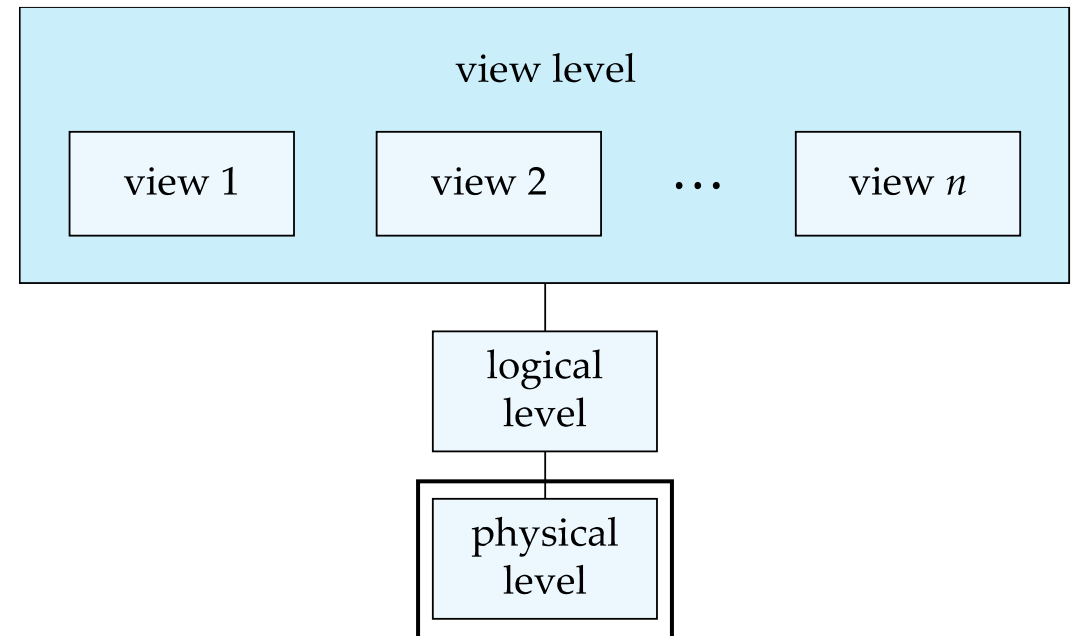 view level
view 1
view 2
...
view n
logical
level
physical
level